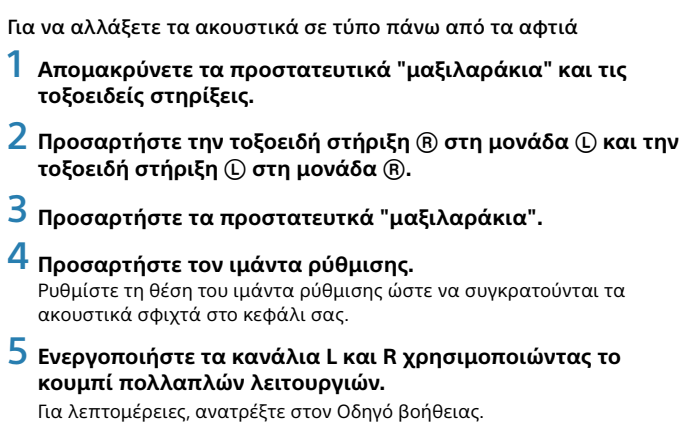 Για να αλλάξετε τα ακουστικά σε τύπο πάνω από τα αφτιά
1 Απομακρύνετε τα προστατευτικά "μαξιλαράκια" και τις
τοξοειδείς στηρίξεις.
2 Προσαρτήστε την τοξοειδή στήριξη Ⓡ στη μονάδα Ⓛ και την
τοξοειδή στήριξη Ⓛ στη μονάδα Ⓡ.
3 Προσαρτήστε τα προστατευτκά "μαξιλαράκια".
4 Προσαρτήστε τον ιμάντα ρύθμισης.
Ρυθμίστε τη θέση του ιμάντα ρύθμισης ώστε να συγκρατούνται τα
ακουστικά σφιχτά στο κεφάλι σας.
5 Ενεργοποιήστε τα κανάλια L και R χρησιμοποιώντας το
κουμπί πολλαπλών λειτουργιών.
Για λεπτομέρειες, ανατρέξτε στον Οδηγό βοήθειας.